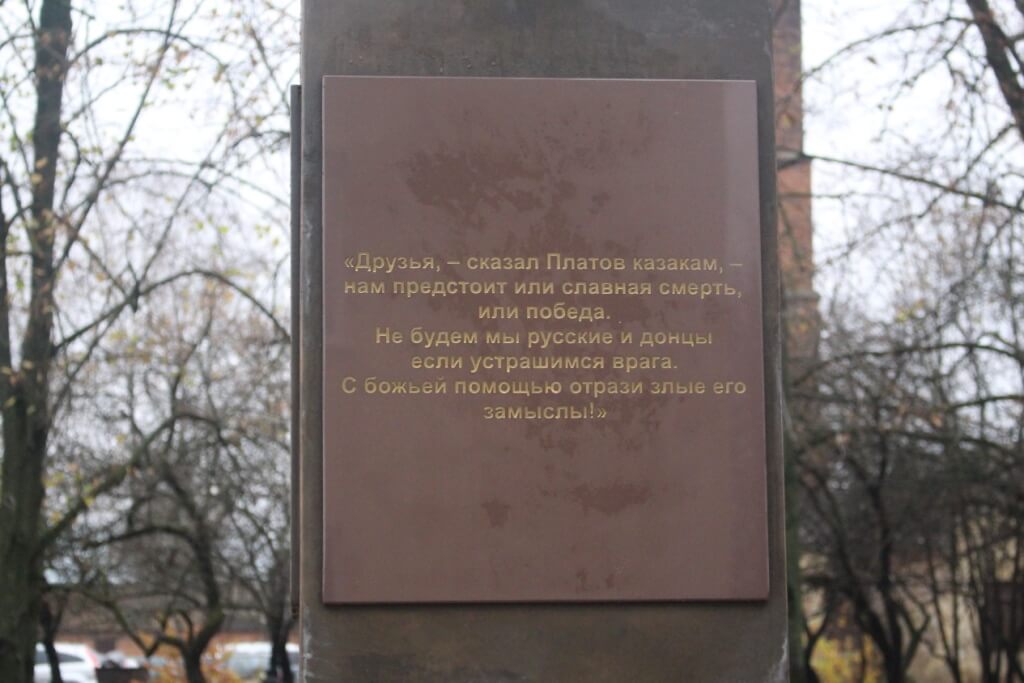 «Друзья, – сказал Платов казакам, –
нам предстоит или славная смерть,
или победа.
Не будем мы русские и донцы
если устрашимся врага.
С божьей помощью отрази злые его
замыслы!»